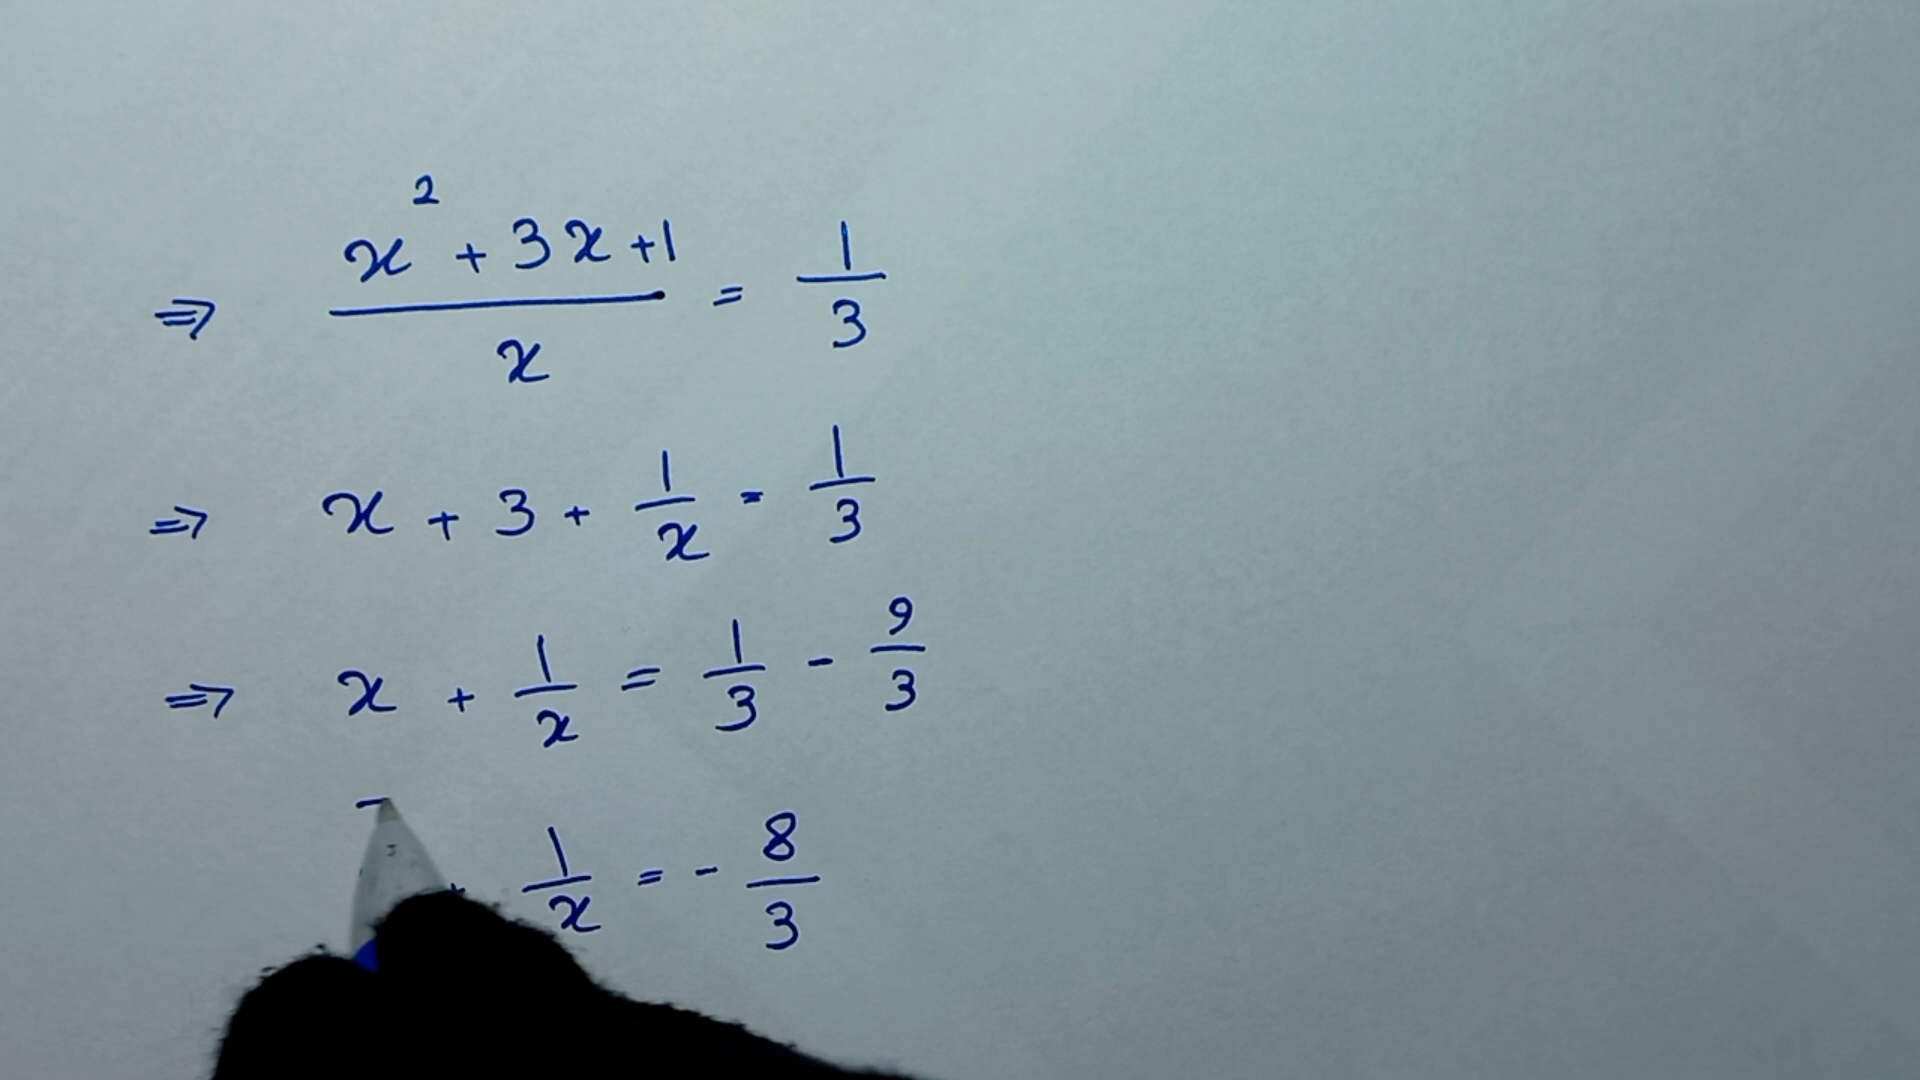 ⇒ (x² + 3x + 1)/x = 1/3
⇒ x + 3 + 1/x = 1/3
⇒ x + 1/x = 1/3 - 9/3
+ 1/x = - 8/3